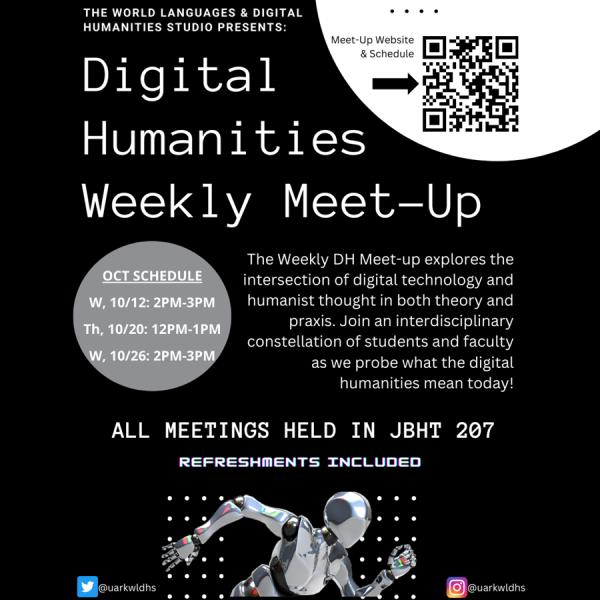 THE WORLD LANGUAGES & DIGITAL
HUMANITIES STUDIO PRESENTS:
Meet-Up Website
& Schedule
Digital
Humanities
Weekly Meet-Up
OCT SCHEDULE
W, 10/12: 2PM-3PM
Th, 10/20: 12PM-1PM
W, 10/26: 2PM-3PM
The Weekly DH Meet-up explores the
intersection of digital technology and
humanist thought in both theory and
praxis. Join an interdisciplinary
constellation of students and faculty
as we probe what the digital
humanities mean today!
ALL MEETINGS HELD IN JBHT 207
REFRESHMENTS INCLUDED
@uarkwldhs
@uarkwldhs